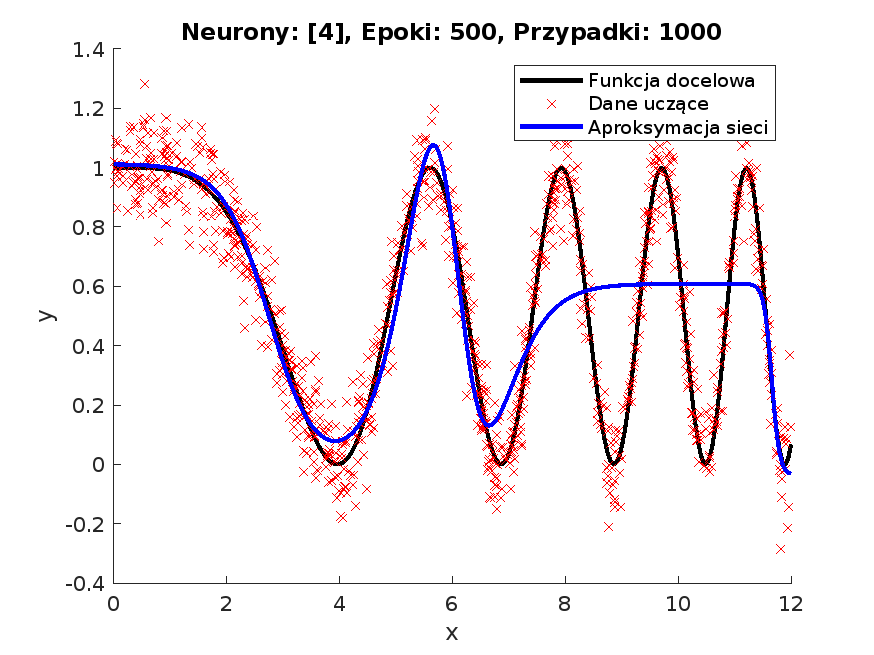 Neurony: [4], Epoki: 500, Przypadki: 1000
Funkcja docelowa
Dane uczące
Aproksymacja sieci
1.4
1.2
1
0.8
0.6
0.4
0.2
0
-0.2
-0.4
y
0 2 4 6 8 10 12
x